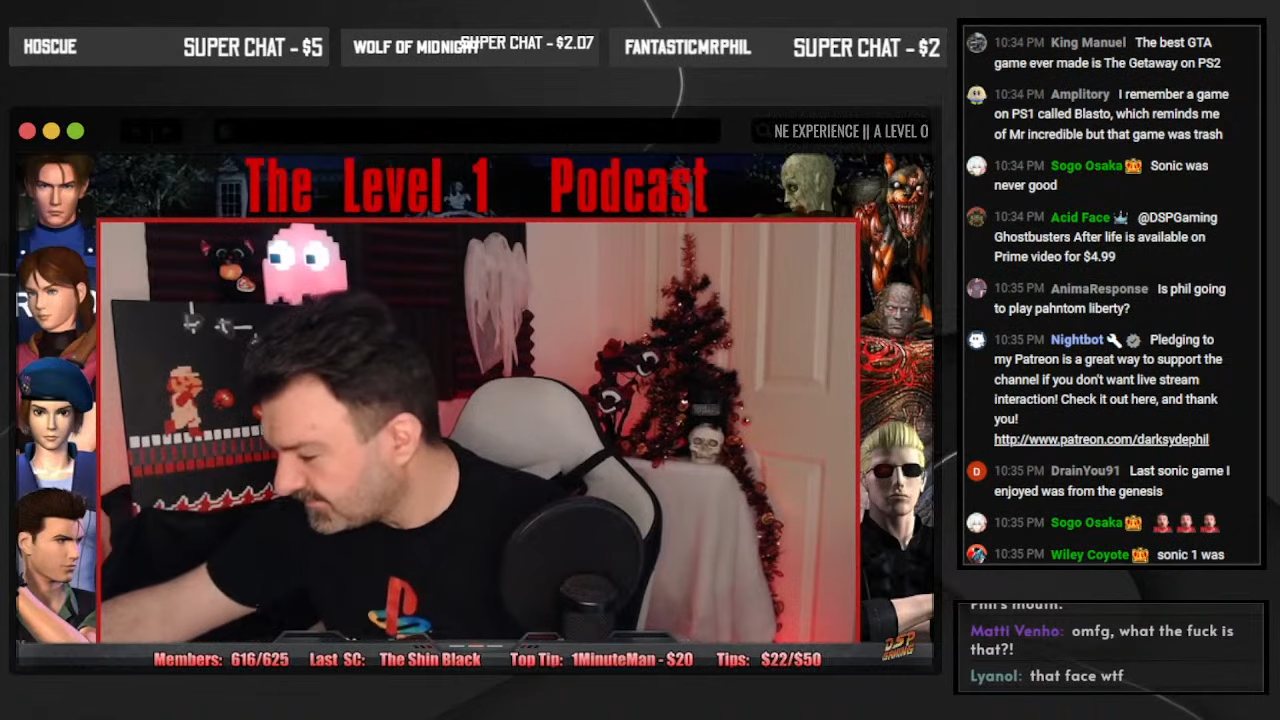 HOSCUE SUPER CHAT - $5
WOLF OF MIDNIGHT SUPER CHAT - $2.07
FANTASTICMRPHIL SUPER CHAT - $2
NE EXPERIENCE || A LEVEL O
The Level 1 Podcast
Members: 616/625 Last SC: The Shin Black Top Tip: 1MinuteMan - $20 Tips: $22/$50
DSP
GAMING
10:34 PM King Manuel The best GTA
game ever made is The Getaway on PS2
10:34 PM Amplitory I remember a game
on PS1 called Blasto, which reminds me
of Mr incredible but that game was trash
10:34 PM Sogo Osaka Sonic was
never good
10:34 PM Acid Face @DSPGaming
Ghostbusters After life is available on
Prime video for $4.99
10:35 PM AnimaResponse Is phil going
to play pahntom liberty?
10:35 PM Nightbot Pledging to
my Patreon is a great way to support the
channel if you don't want live stream
interaction! Check it out here, and thank
you!
http://www.patreon.com/darksydephil
10:35 PM DrainYou91 Last sonic game I
enjoyed was from the genesis
10:35 PM Sogo Osaka
10:35 PM Wiley Coyote sonic 1 was
Phil's mouth.
Matti Venho: omfg, what the fuck is
that?!
Lyanol: that face wtf